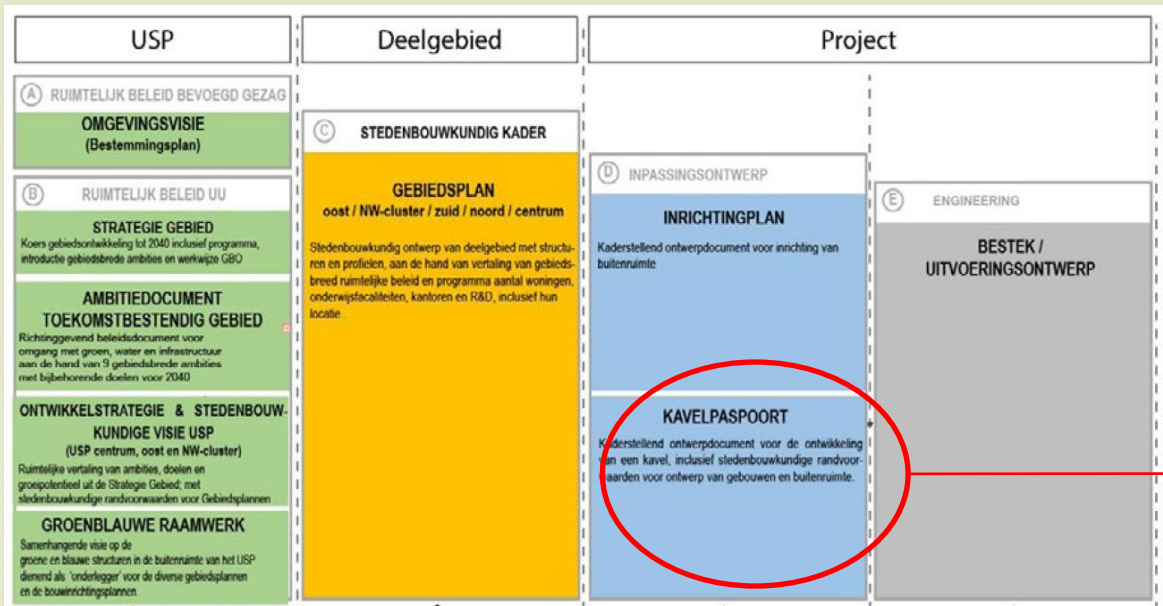 USP
Deelgebied
Project
A RUIMTELIJK BELEID BEVOEGD GEZAG
OMGEVINGSVISIE
(Bestemmingsplan)
B RUIMTELIJK BELEID UU
STRATEGIE GEBIED
Koers gebiedsontwikkeling tot 2040 inclusief programma,
introductie gebiedsbrede ambities en werkwijze GBO
AMBITIEDOCUMENT
TOEKOMSTBESTENDIG GEBIED
Richtinggevend beleidsdocument voor
omgang met groen, water en infrastructuur
aan de hand van 9 gebiedsbrede ambities
met bijbehorende doelen voor 2040
ONTWIKKELSTRATEGIE & STEDENBOUW-
KUNDIGE VISIE USP
(USP centrum, oost en NW-cluster)
Ruimtelijke vertaling van ambities, doelen en
groeipotentieel uit de Strategie Gebied; met
stedenbouwkundige randvoorwaarden voor Gebiedsplannen
GROENBLAUWE RAAMWERK
Samenhangende visie op de
groene en blauwe structuren in de buitenruimte van het USP
dienend als 'onderlegger' voor de diverse gebiedsplannen
en de bouwinrichtingsplannen.
C STEDENBOUWKUNDIG KADER
GEBIEDSPLAN
oost / NW-cluster / zuid / noord / centrum
Stedenbouwkundig ontwerp van deelgebied met structu-
ren en profielen, aan de hand van vertaling van gebieds-
breed ruimtelijke beleid en programma aantal woningen,
onderwijsfacaliteiten, kantoren en R&D, inclusief hun
locatie.
D INPASSINGSONTWERP
INRICHTINGPLAN
Kaderstellend ontwerpdocument voor inrichting van
buitenruimte
KAVELPASPOORT
Kaderstellend ontwerpdocument voor de ontwikkeling
van een kavel, inclusief stedenbouwkundige randvoor-
waarden voor ontwerp van gebouwen en buitenruimte.
E ENGINEERING
BESTEK /
UITVOERINGSONTWERP